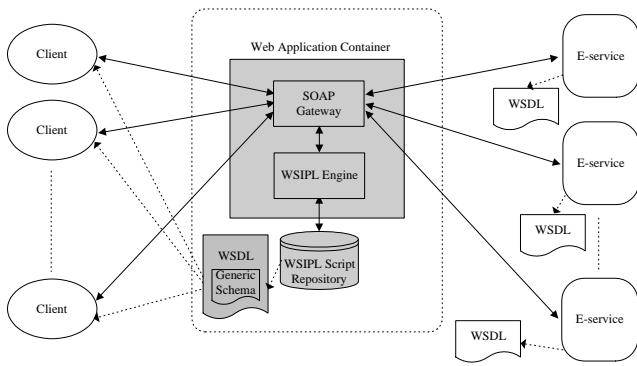 Web Application Container
Client
Client
Client
SOAP
Gateway
WSIPL Engine
WSDL
Generic
Schema
WSIPL Script
Repository
E-service
WSDL
E-service
WSDL
E-service
WSDL